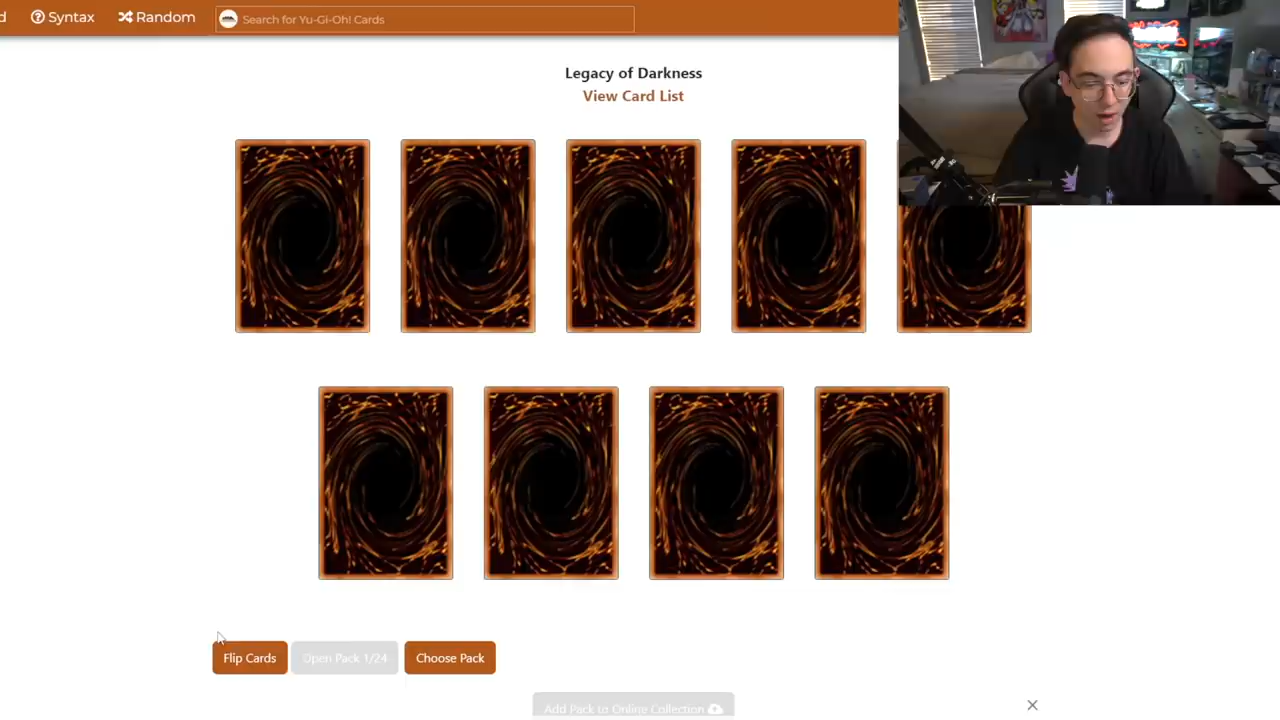 Syntax
Random
Search for Yu-Gi-Oh! Cards
Legacy of Darkness
View Card List
Flip Cards
Open Pack 1/24
Choose Pack
Add Pack to Online Collection